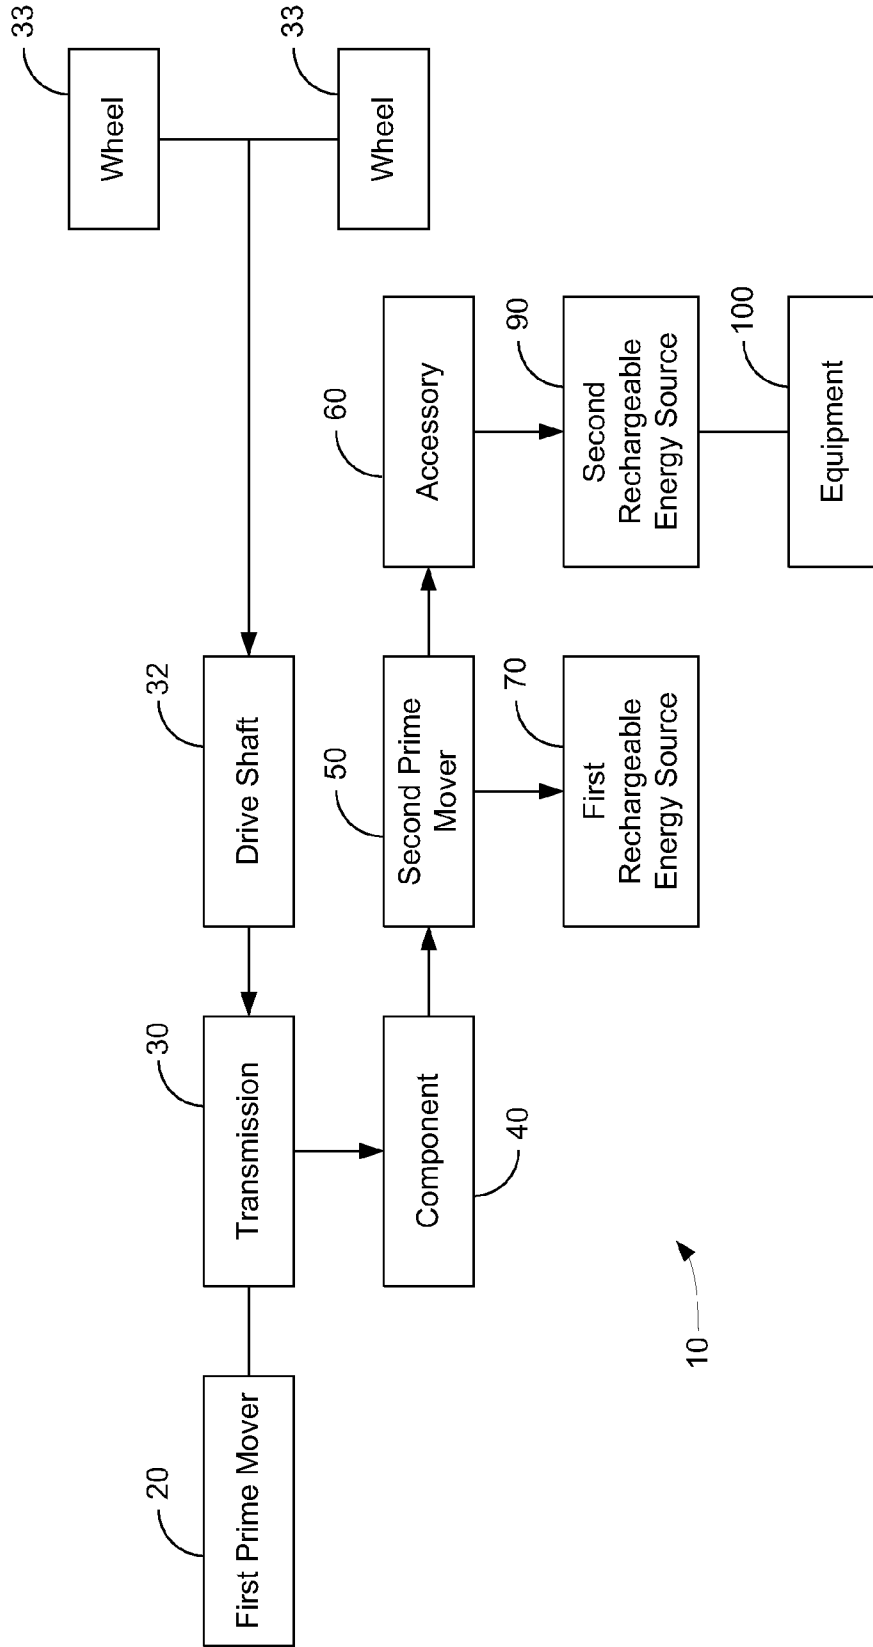 20
First Prime Mover
30
Transmission
32
Drive Shaft
33
Wheel
33
Wheel
Component
40
50
Second Prime
Mover
60
Accessory
70
First
Rechargeable
Energy Source
90
Second
Rechargeable
Energy Source
100
Equipment
10